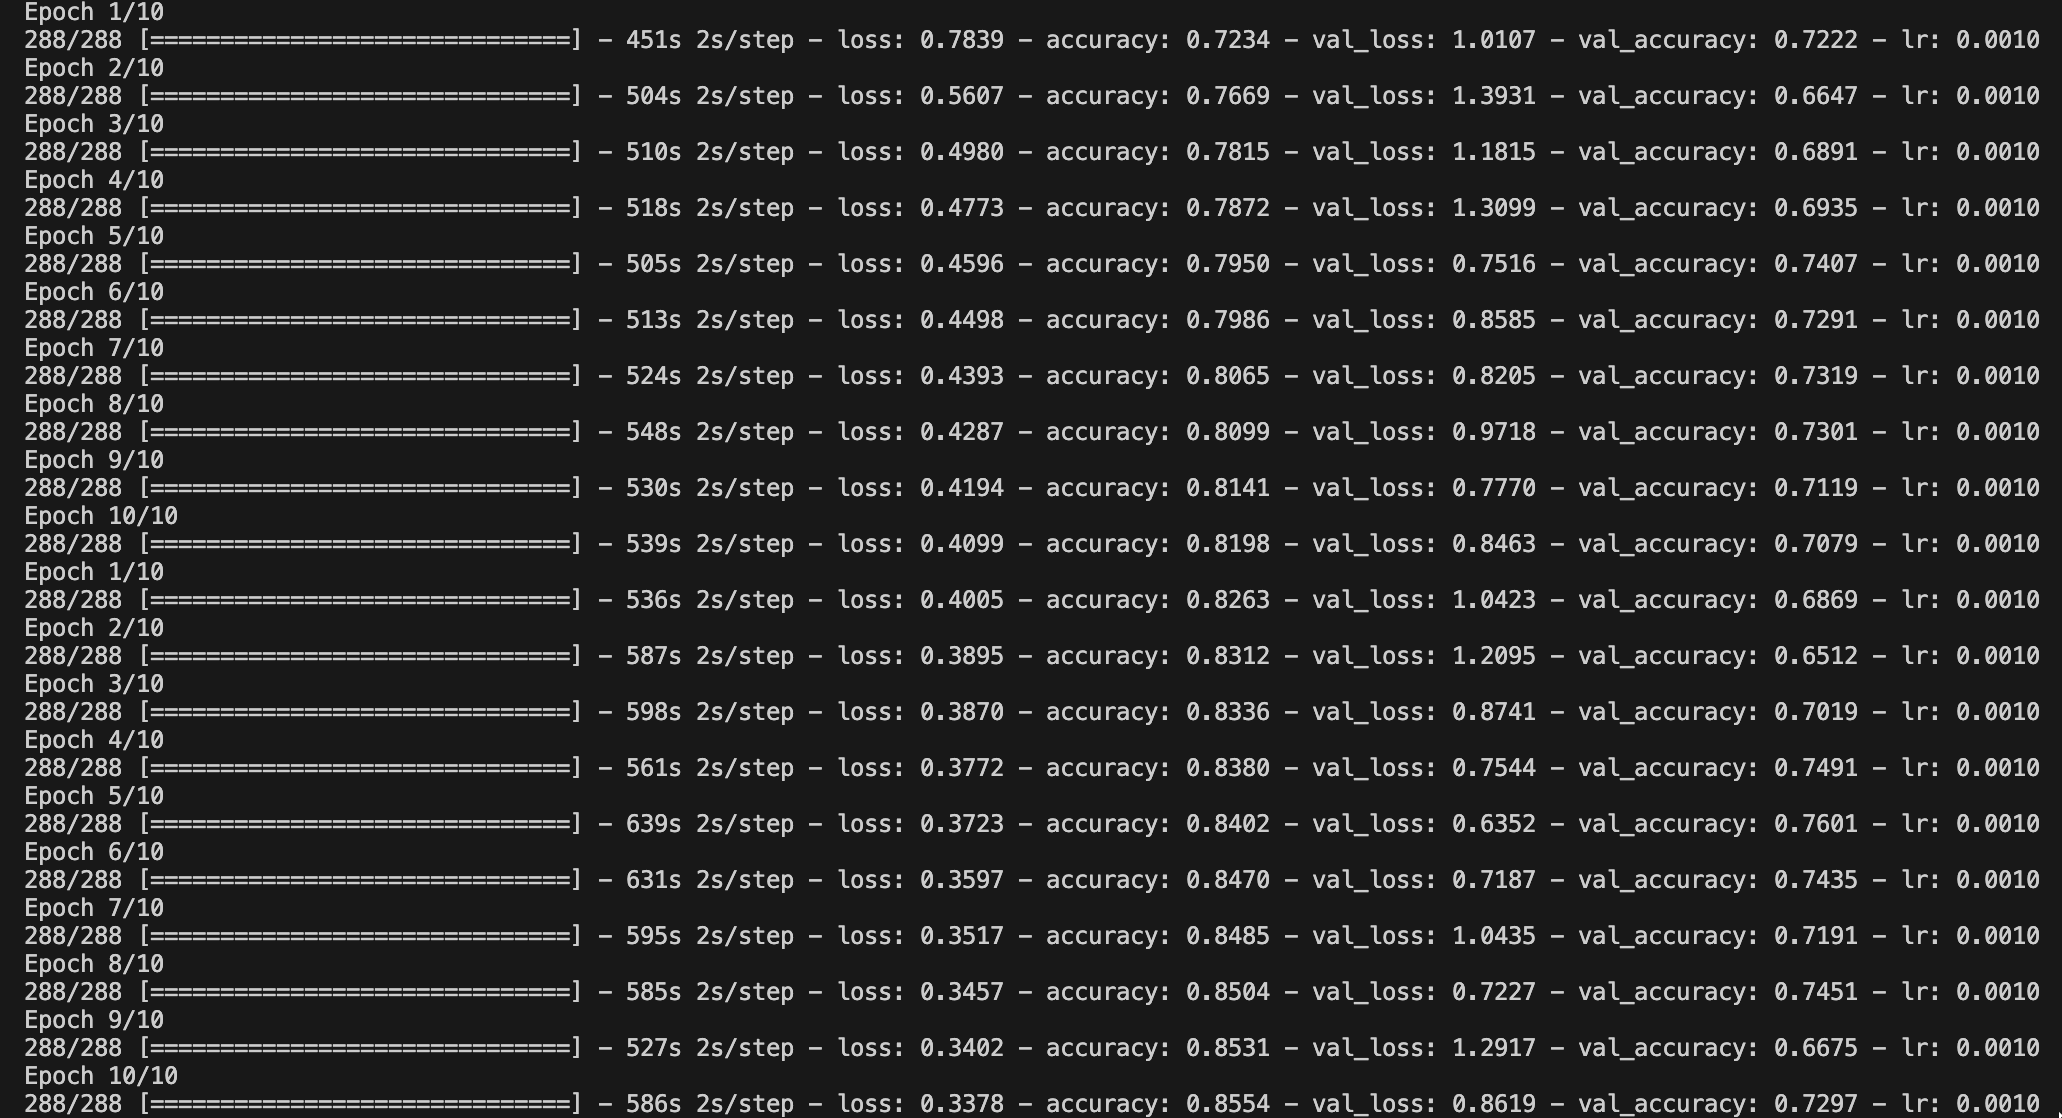 Epoch 1/10
288/288 [==============================] - 451s 2s/step - loss: 0.7839 - accuracy: 0.7234 - val_loss: 1.0107 - val_accuracy: 0.7222 - lr: 0.0010
Epoch 2/10
288/288 [==============================] - 504s 2s/step - loss: 0.5607 - accuracy: 0.7669 - val_loss: 1.3931 - val_accuracy: 0.6647 - lr: 0.0010
Epoch 3/10
288/288 [==============================] - 510s 2s/step - loss: 0.4980 - accuracy: 0.7815 - val_loss: 1.1815 - val_accuracy: 0.6891 - lr: 0.0010
Epoch 4/10
288/288 [==============================] - 518s 2s/step - loss: 0.4773 - accuracy: 0.7872 - val_loss: 1.3099 - val_accuracy: 0.6935 - lr: 0.0010
Epoch 5/10
288/288 [==============================] - 505s 2s/step - loss: 0.4596 - accuracy: 0.7950 - val_loss: 0.7516 - val_accuracy: 0.7407 - lr: 0.0010
Epoch 6/10
288/288 [==============================] - 513s 2s/step - loss: 0.4498 - accuracy: 0.7986 - val_loss: 0.8585 - val_accuracy: 0.7291 - lr: 0.0010
Epoch 7/10
288/288 [==============================] - 524s 2s/step - loss: 0.4393 - accuracy: 0.8065 - val_loss: 0.8205 - val_accuracy: 0.7319 - lr: 0.0010
Epoch 8/10
288/288 [==============================] - 548s 2s/step - loss: 0.4287 - accuracy: 0.8099 - val_loss: 0.9718 - val_accuracy: 0.7301 - lr: 0.0010
Epoch 9/10
288/288 [==============================] - 530s 2s/step - loss: 0.4194 - accuracy: 0.8141 - val_loss: 0.7770 - val_accuracy: 0.7119 - lr: 0.0010
Epoch 10/10
288/288 [==============================] - 539s 2s/step - loss: 0.4099 - accuracy: 0.8198 - val_loss: 0.8463 - val_accuracy: 0.7079 - lr: 0.0010
Epoch 1/10
288/288 [==============================] - 536s 2s/step - loss: 0.4005 - accuracy: 0.8263 - val_loss: 1.0423 - val_accuracy: 0.6869 - lr: 0.0010
Epoch 2/10
288/288 [==============================] - 587s 2s/step - loss: 0.3895 - accuracy: 0.8312 - val_loss: 1.2095 - val_accuracy: 0.6512 - lr: 0.0010
Epoch 3/10
288/288 [==============================] - 598s 2s/step - loss: 0.3870 - accuracy: 0.8336 - val_loss: 0.8741 - val_accuracy: 0.7019 - lr: 0.0010
Epoch 4/10
288/288 [==============================] - 561s 2s/step - loss: 0.3772 - accuracy: 0.8380 - val_loss: 0.7544 - val_accuracy: 0.7491 - lr: 0.0010
Epoch 5/10
288/288 [==============================] - 639s 2s/step - loss: 0.3723 - accuracy: 0.8402 - val_loss: 0.6352 - val_accuracy: 0.7601 - lr: 0.0010
Epoch 6/10
288/288 [==============================] - 631s 2s/step - loss: 0.3597 - accuracy: 0.8470 - val_loss: 0.7187 - val_accuracy: 0.7435 - lr: 0.0010
Epoch 7/10
288/288 [==============================] - 595s 2s/step - loss: 0.3517 - accuracy: 0.8485 - val_loss: 1.0435 - val_accuracy: 0.7191 - lr: 0.0010
Epoch 8/10
288/288 [==============================] - 585s 2s/step - loss: 0.3457 - accuracy: 0.8504 - val_loss: 0.7227 - val_accuracy: 0.7451 - lr: 0.0010
Epoch 9/10
288/288 [==============================] - 527s 2s/step - loss: 0.3402 - accuracy: 0.8531 - val_loss: 1.2917 - val_accuracy: 0.6675 - lr: 0.0010
Epoch 10/10
288/288 [==============================] - 586s 2s/step - loss: 0.3378 - accuracy: 0.8554 - val_loss: 0.8619 - val_accuracy: 0.7297 - lr: 0.0010